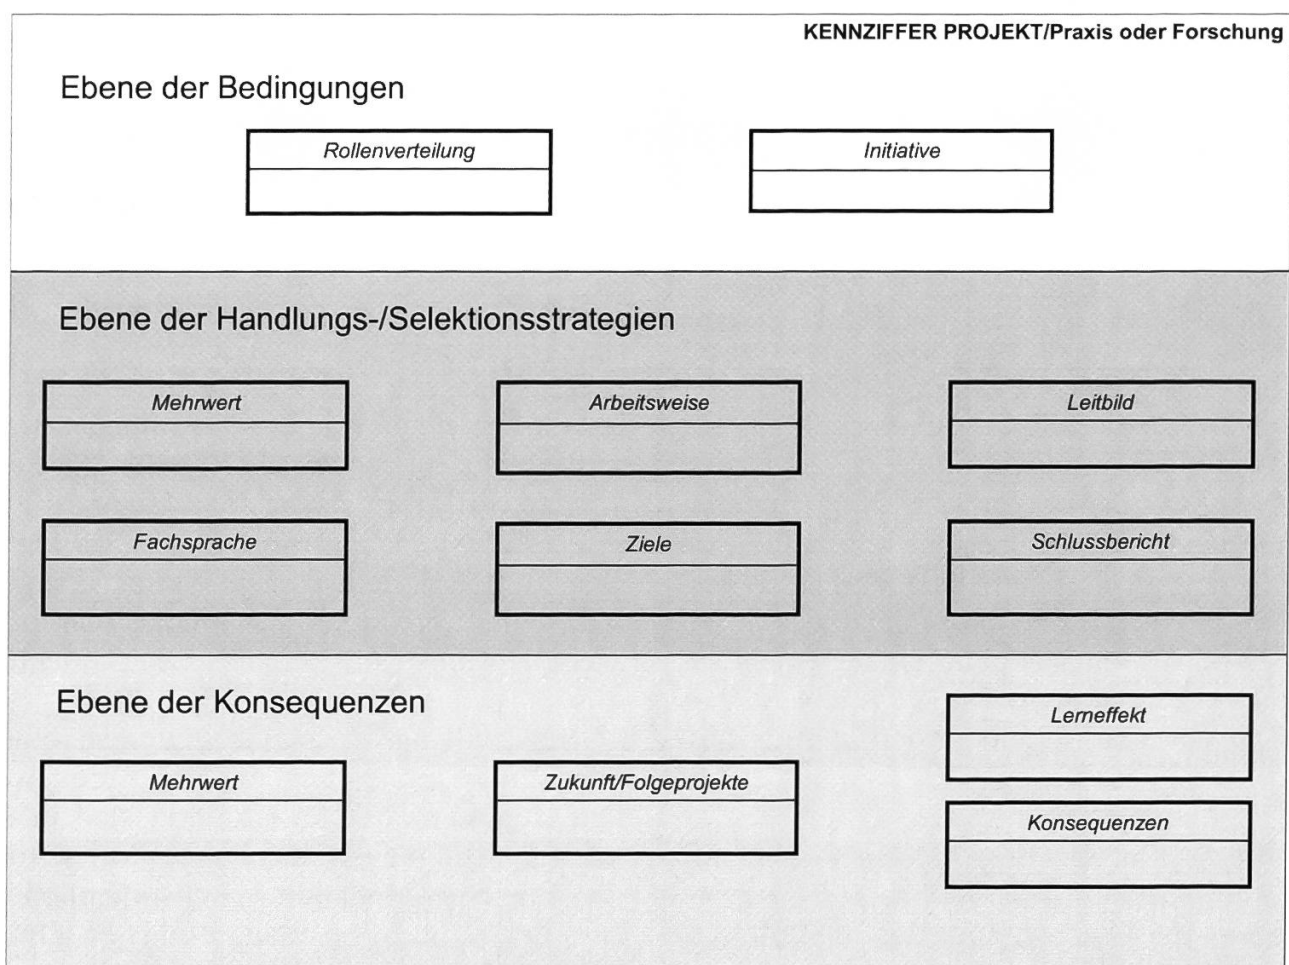 KENNZIFFER PROJEKT/Praxis oder Forschung
Ebene der Bedingungen
Rollenverteilung
Initiative
Ebene der Handlungs-/Selektionsstrategien
Mehrwert
Arbeitsweise
Leitbild
Fachsprache
Ziele
Schlussbericht
Ebene der Konsequenzen
Lerneffekt
Mehrwert
Zukunft/Folgeprojekte
Konsequenzen